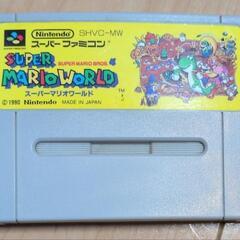 Nintendo SHVC-MW
スーパーファミコン
SUPER MARIO BROS. 4
SUPER
MARIO WORLD
スーパーマリオワールド
© 1990 Nintendo MADE IN JAPAN